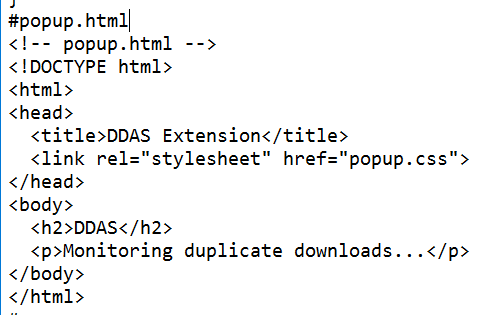 #popup.html
<!-- popup.html -->
<!DOCTYPE html>
<html>
<head>
  <title>DDAS Extension</title>
  <link rel="stylesheet" href="popup.css">
</head>
<body>
  <h2>DDAS</h2>
  <p>Monitoring duplicate downloads...</p>
</body>
</html>